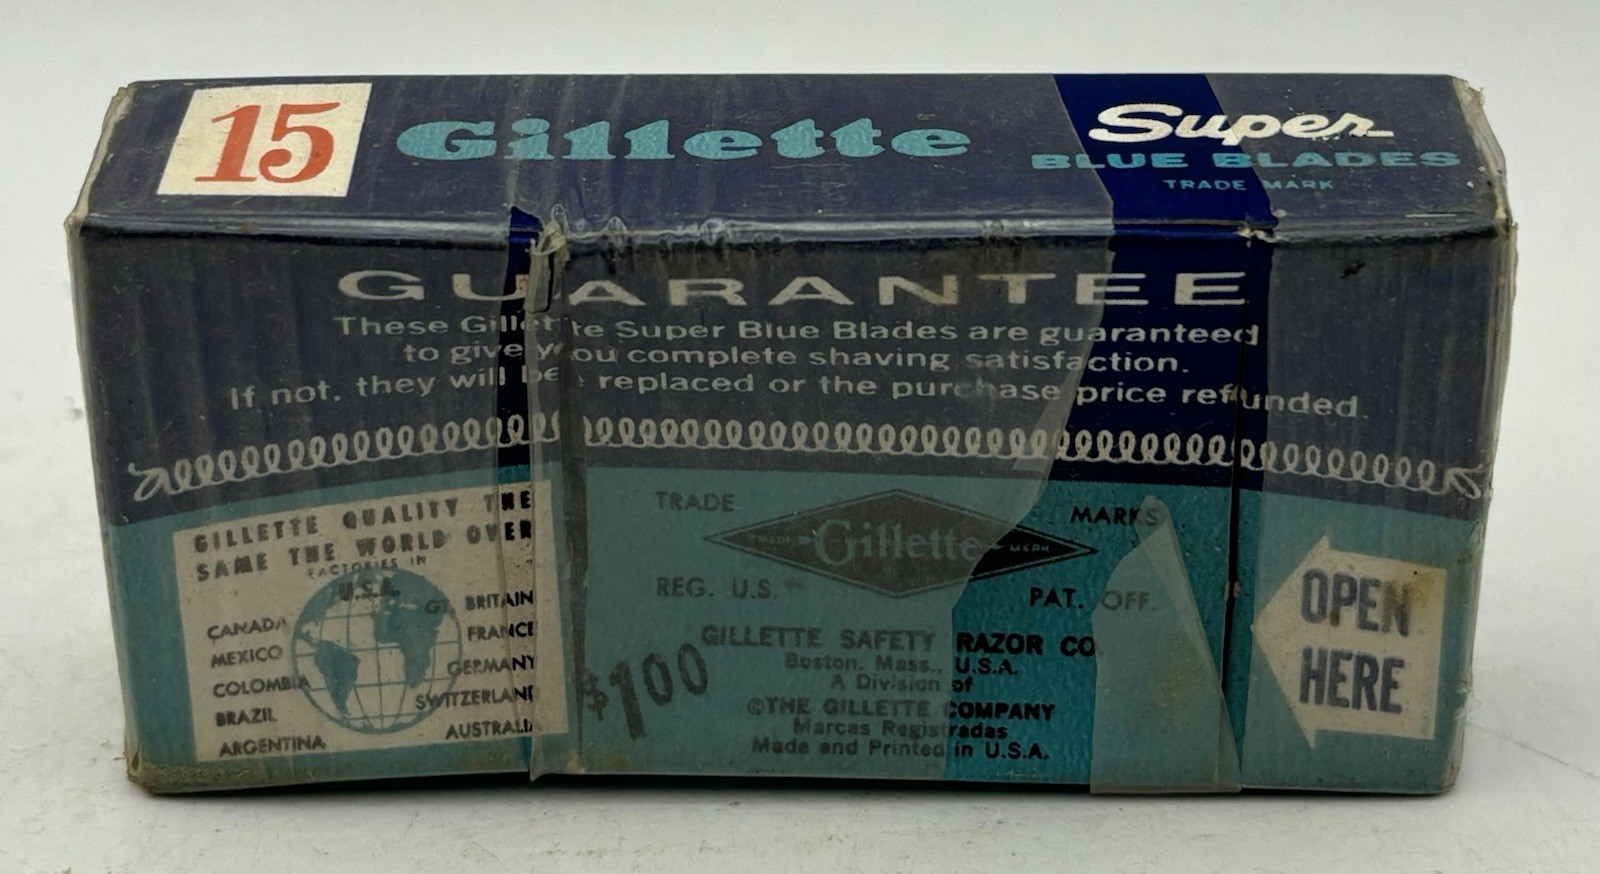 15 Gillette Super
BLUE BLADES
TRADE MARK
GUARANTEE
These Gillette Super Blue Blades are guaranteed
to give you complete shaving satisfaction.
If not, they will be replaced or the purchase price refunded.
GILLETTE QUALITY THE
SAME THE WORLD OVER
FACTORIES IN
U.S.A.
CANADA
MEXICO
COLOMBIA
BRAZIL
ARGENTINA
GT. BRITAIN
FRANCE
GERMANY
SWITZERLAND
AUSTRALIA
TRADE MARKS
TRADE Gillette MARK
REG. U.S. PAT. OFF.
$1.00
GILLETTE SAFETY RAZOR CO.
Boston, Mass., U.S.A.
A Division of
©THE GILLETTE COMPANY
Marcas Registradas
Made and Printed in U.S.A.
OPEN
HERE